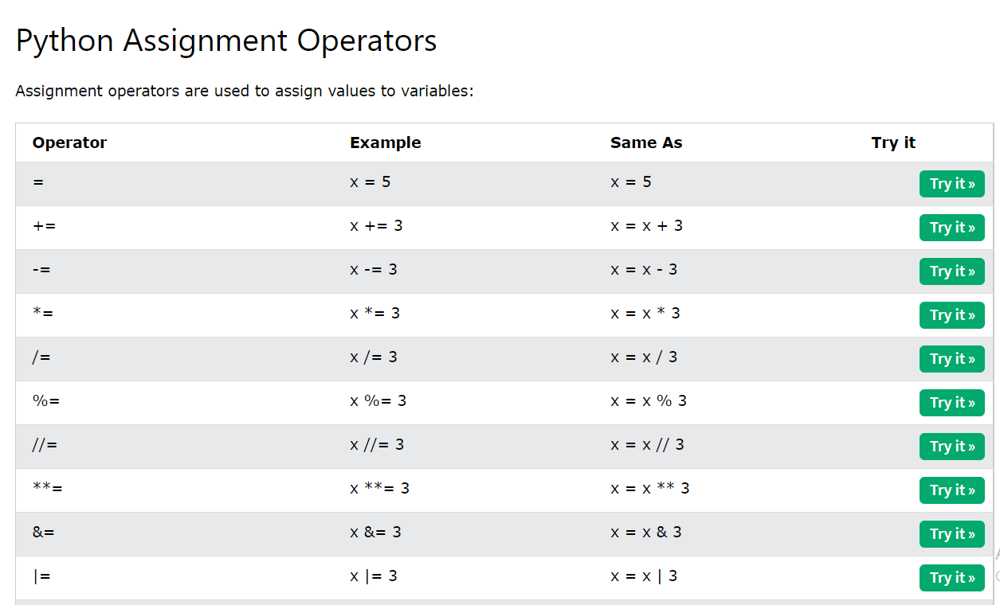 Python Assignment Operators
Assignment operators are used to assign values to variables:
Operator Example Same As Try it
= x = 5 x = 5 Try it »
+= x += 3 x = x + 3 Try it »
-= x -= 3 x = x - 3 Try it »
*= x *= 3 x = x * 3 Try it »
/= x /= 3 x = x / 3 Try it »
%= x %= 3 x = x % 3 Try it »
//= x //= 3 x = x // 3 Try it »
**= x **= 3 x = x ** 3 Try it »
&= x &= 3 x = x & 3 Try it »
|= x |= 3 x = x | 3 Try it »